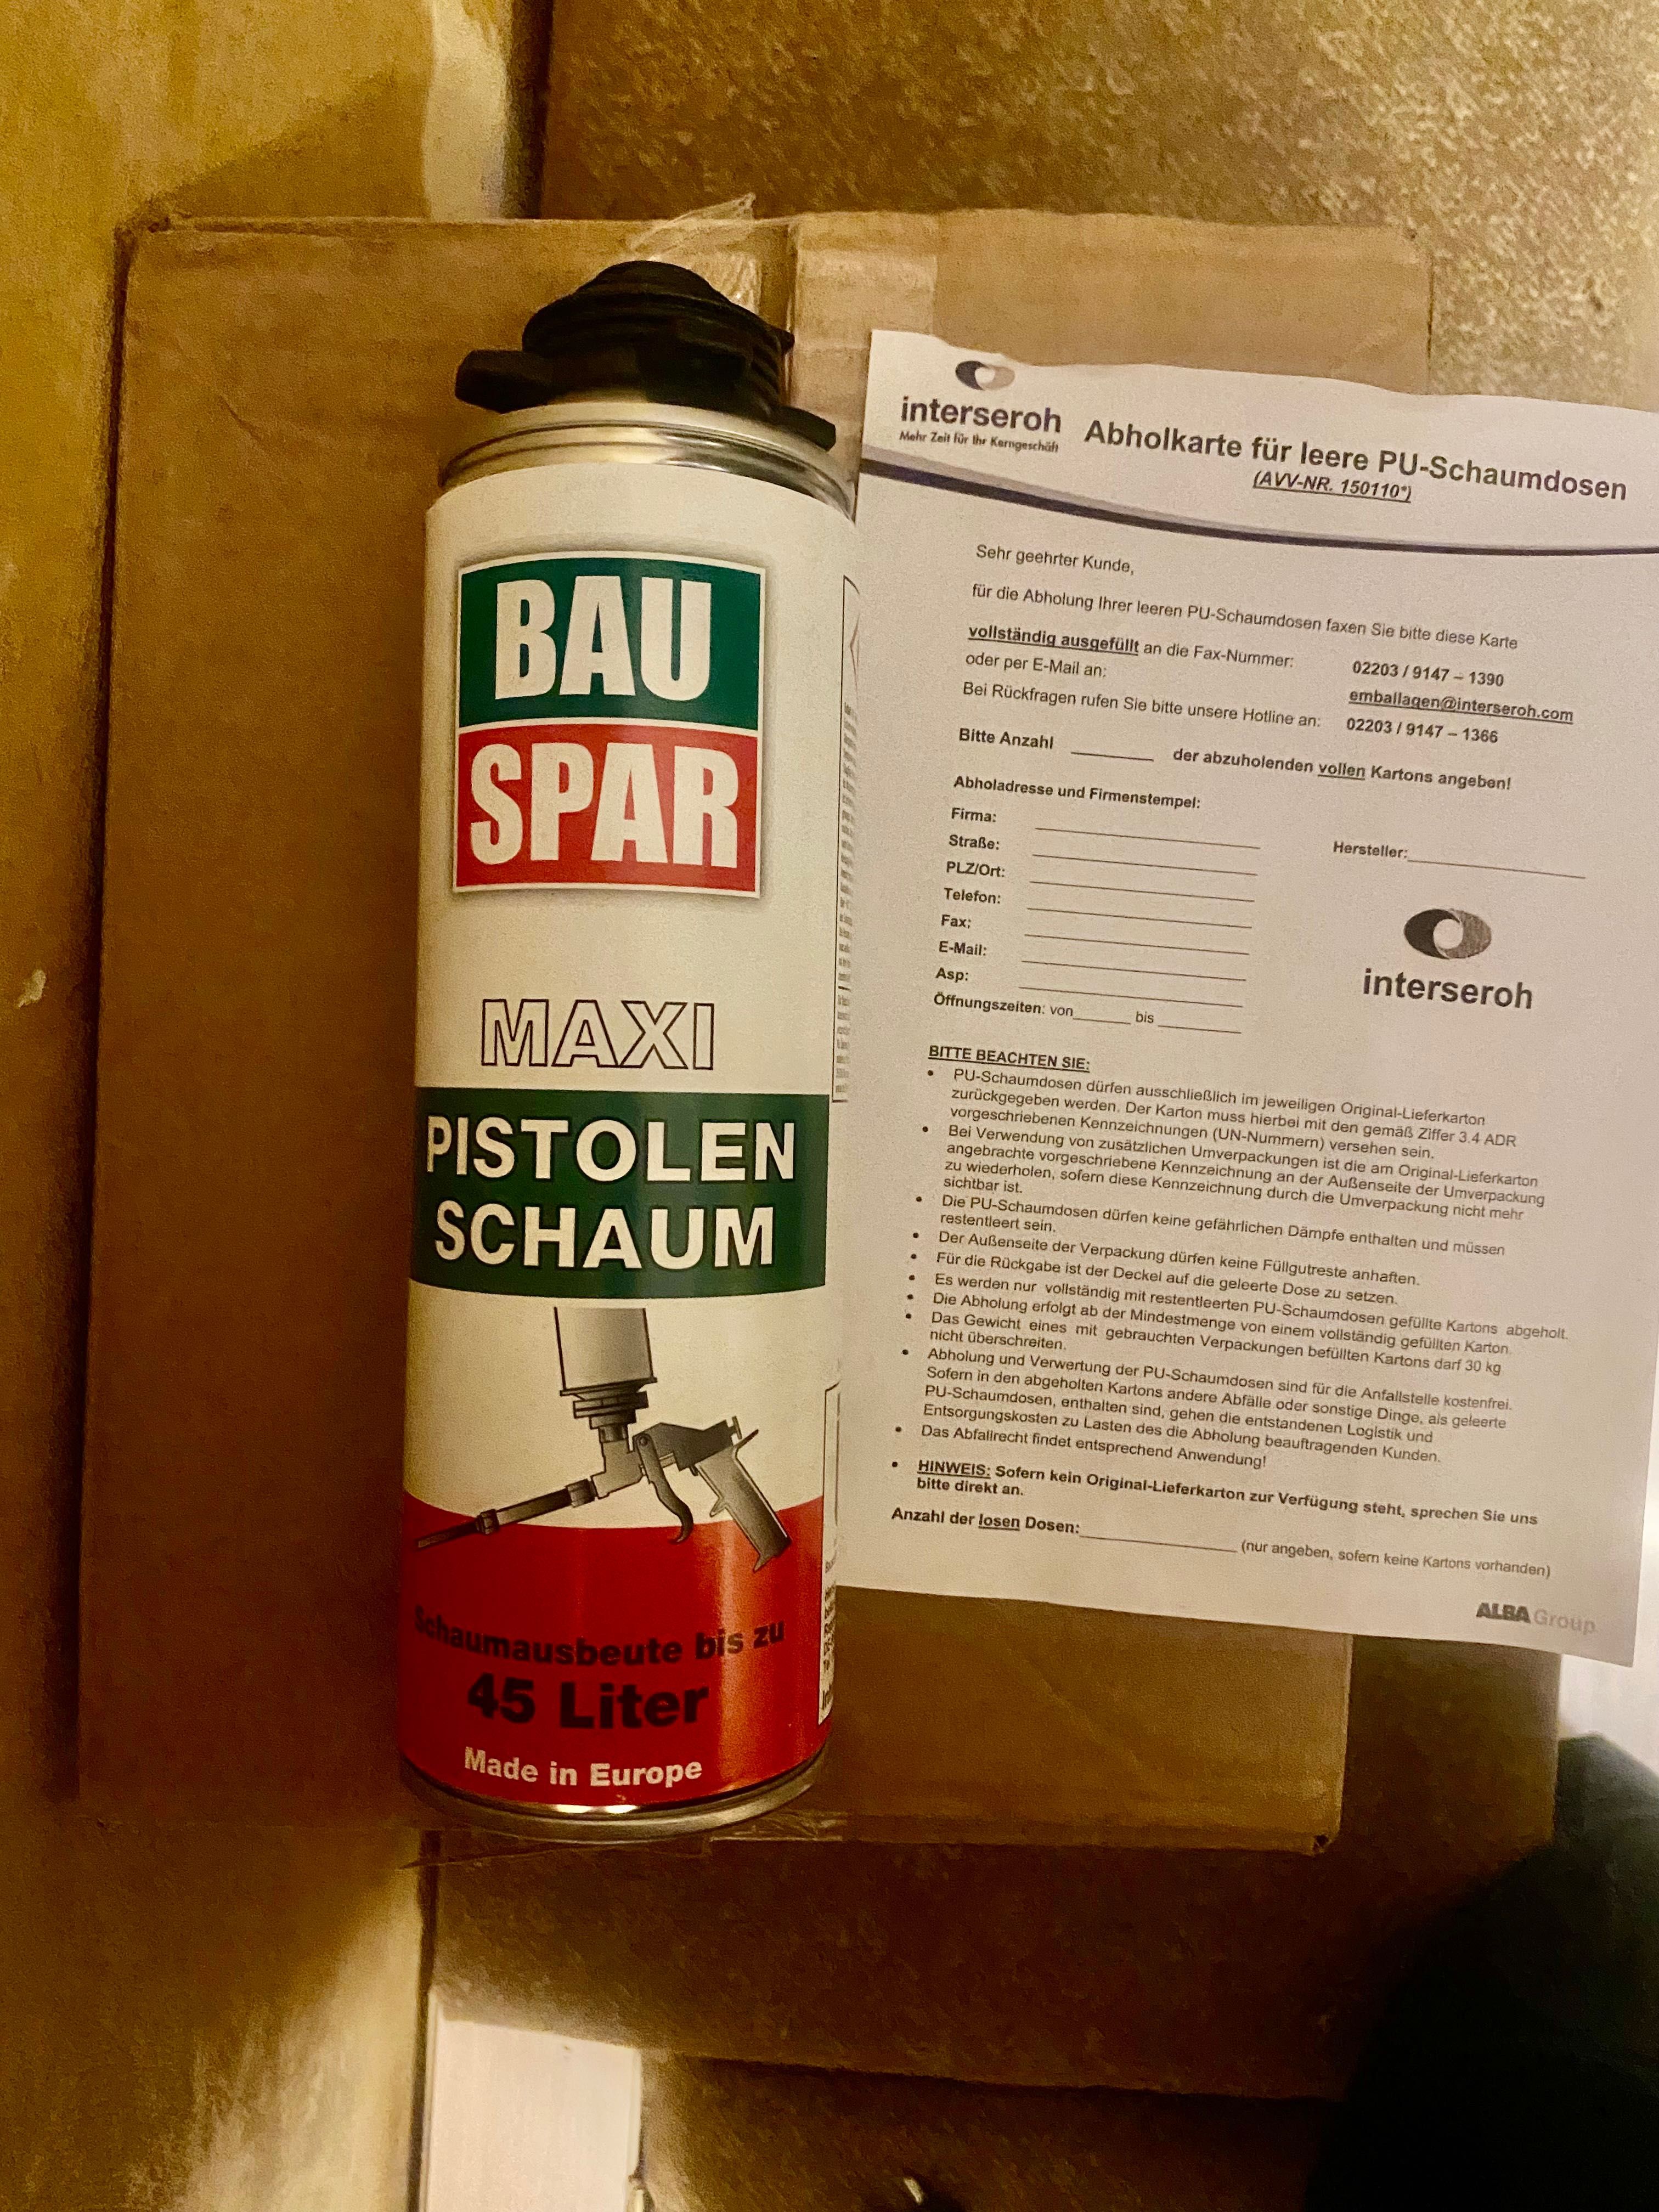 BAU
SPAR
MAXI
PISTOLEN
SCHAUM
Schaumausbeute bis zu
45 Liter
Made in Europe
interseroh
Mehr Zeit für Ihr Kerngeschäft
Abholkarte für leere PU-Schaumdosen
(AVV-NR. 150110*)
Sehr geehrter Kunde,
für die Abholung Ihrer leeren PU-Schaumdosen faxen Sie bitte diese Karte
vollständig ausgefüllt an die Fax-Nummer: 02203 / 9147 – 1390
oder per E-Mail an: emballagen@interseroh.com
Bei Rückfragen rufen Sie bitte unsere Hotline an: 02203 / 9147 – 1366
Bitte Anzahl ________ der abzuholenden vollen Kartons angeben!
Abholadresse und Firmenstempel:
Firma:
Straße:
PLZ/Ort:
Telefon:
Fax:
E-Mail:
Asp:
Öffnungszeiten: von______ bis ________
Hersteller:
interseroh
BITTE BEACHTEN SIE:
• PU-Schaumdosen dürfen ausschließlich im jeweiligen Original-Lieferkarton
zurückgegeben werden. Der Karton muss hierbei mit den gemäß Ziffer 3.4 ADR
vorgeschriebenen Kennzeichnungen (UN-Nummern) versehen sein.
• Bei Verwendung von zusätzlichen Umverpackungen ist die am Original-Lieferkarton
angebrachte vorgeschriebene Kennzeichnung an der Außenseite der Umverpackung
zu wiederholen, sofern diese Kennzeichnung durch die Umverpackung nicht mehr
sichtbar ist.
• Die PU-Schaumdosen dürfen keine gefährlichen Dämpfe enthalten und müssen
restentleert sein.
• Der Außenseite der Verpackung dürfen keine Füllgutreste anhaften.
• Für die Rückgabe ist der Deckel auf die geleerte Dose zu setzen.
• Es werden nur vollständig mit restentleerten PU-Schaumdosen gefüllte Kartons abgeholt.
• Die Abholung erfolgt ab der Mindestmenge von einem vollständig gefüllten Karton.
• Das Gewicht eines mit gebrauchten Verpackungen befüllten Kartons darf 30 kg
nicht überschreiten.
• Abholung und Verwertung der PU-Schaumdosen sind für die Anfallstelle kostenfrei.
Sofern in den abgeholten Kartons andere Abfälle oder sonstige Dinge, als geleerte
PU-Schaumdosen, enthalten sind, gehen die entstandenen Logistik und
Entsorgungskosten zu Lasten des die Abholung beauftragenden Kunden.
• Das Abfallrecht findet entsprechend Anwendung!
• HINWEIS: Sofern kein Original-Lieferkarton zur Verfügung steht, sprechen Sie uns
bitte direkt an.
Anzahl der losen Dosen:________________ (nur angeben, sofern keine Kartons vorhanden)
ALBA Group